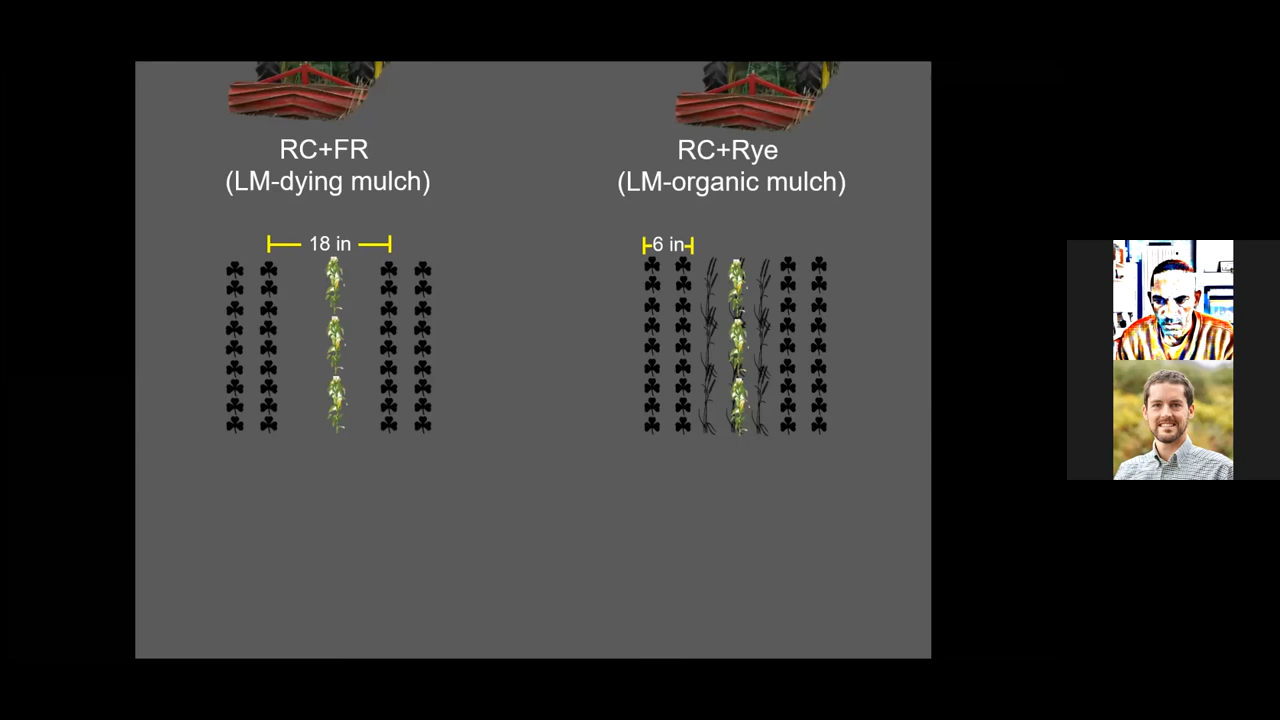 RC+FR
(LM-dying mulch)
RC+Rye
(LM-organic mulch)
18 in
6 in